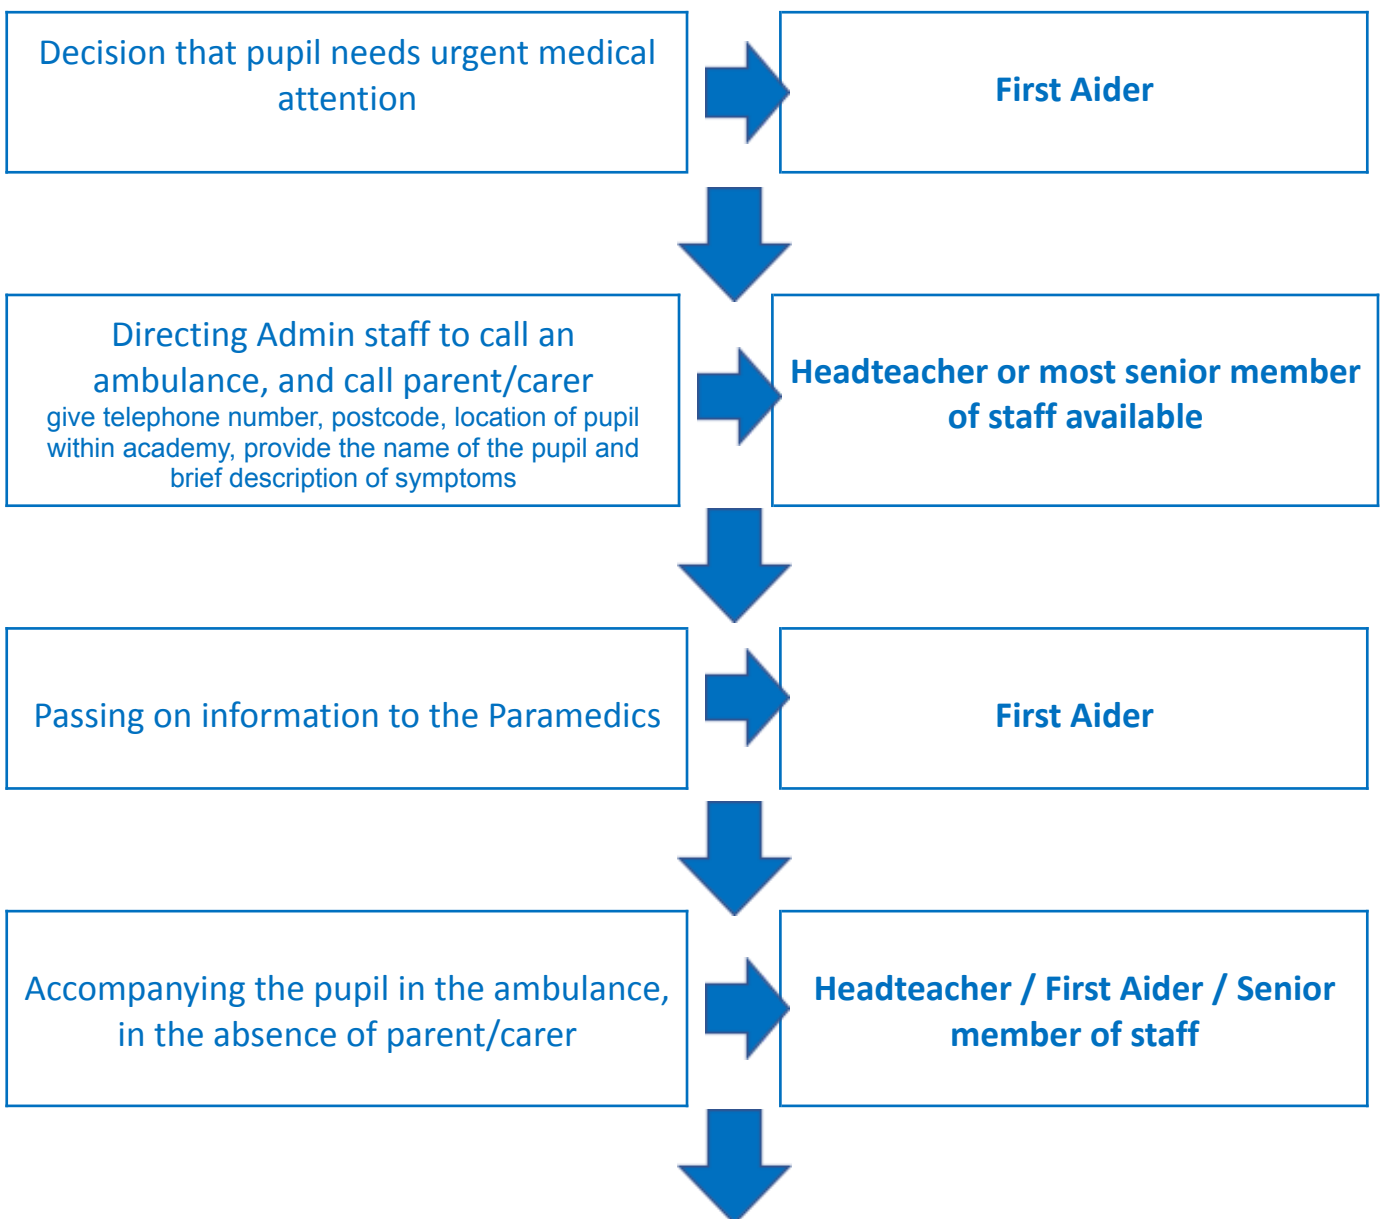 Decision that pupil needs urgent medical
attention
First Aider
Directing Admin staff to call an
ambulance, and call parent/carer
give telephone number, postcode, location of pupil
within academy, provide the name of the pupil and
brief description of symptoms
Headteacher or most senior member
of staff available
Passing on information to the Paramedics
First Aider
Accompanying the pupil in the ambulance,
in the absence of parent/carer
Headteacher / First Aider / Senior
member of staff